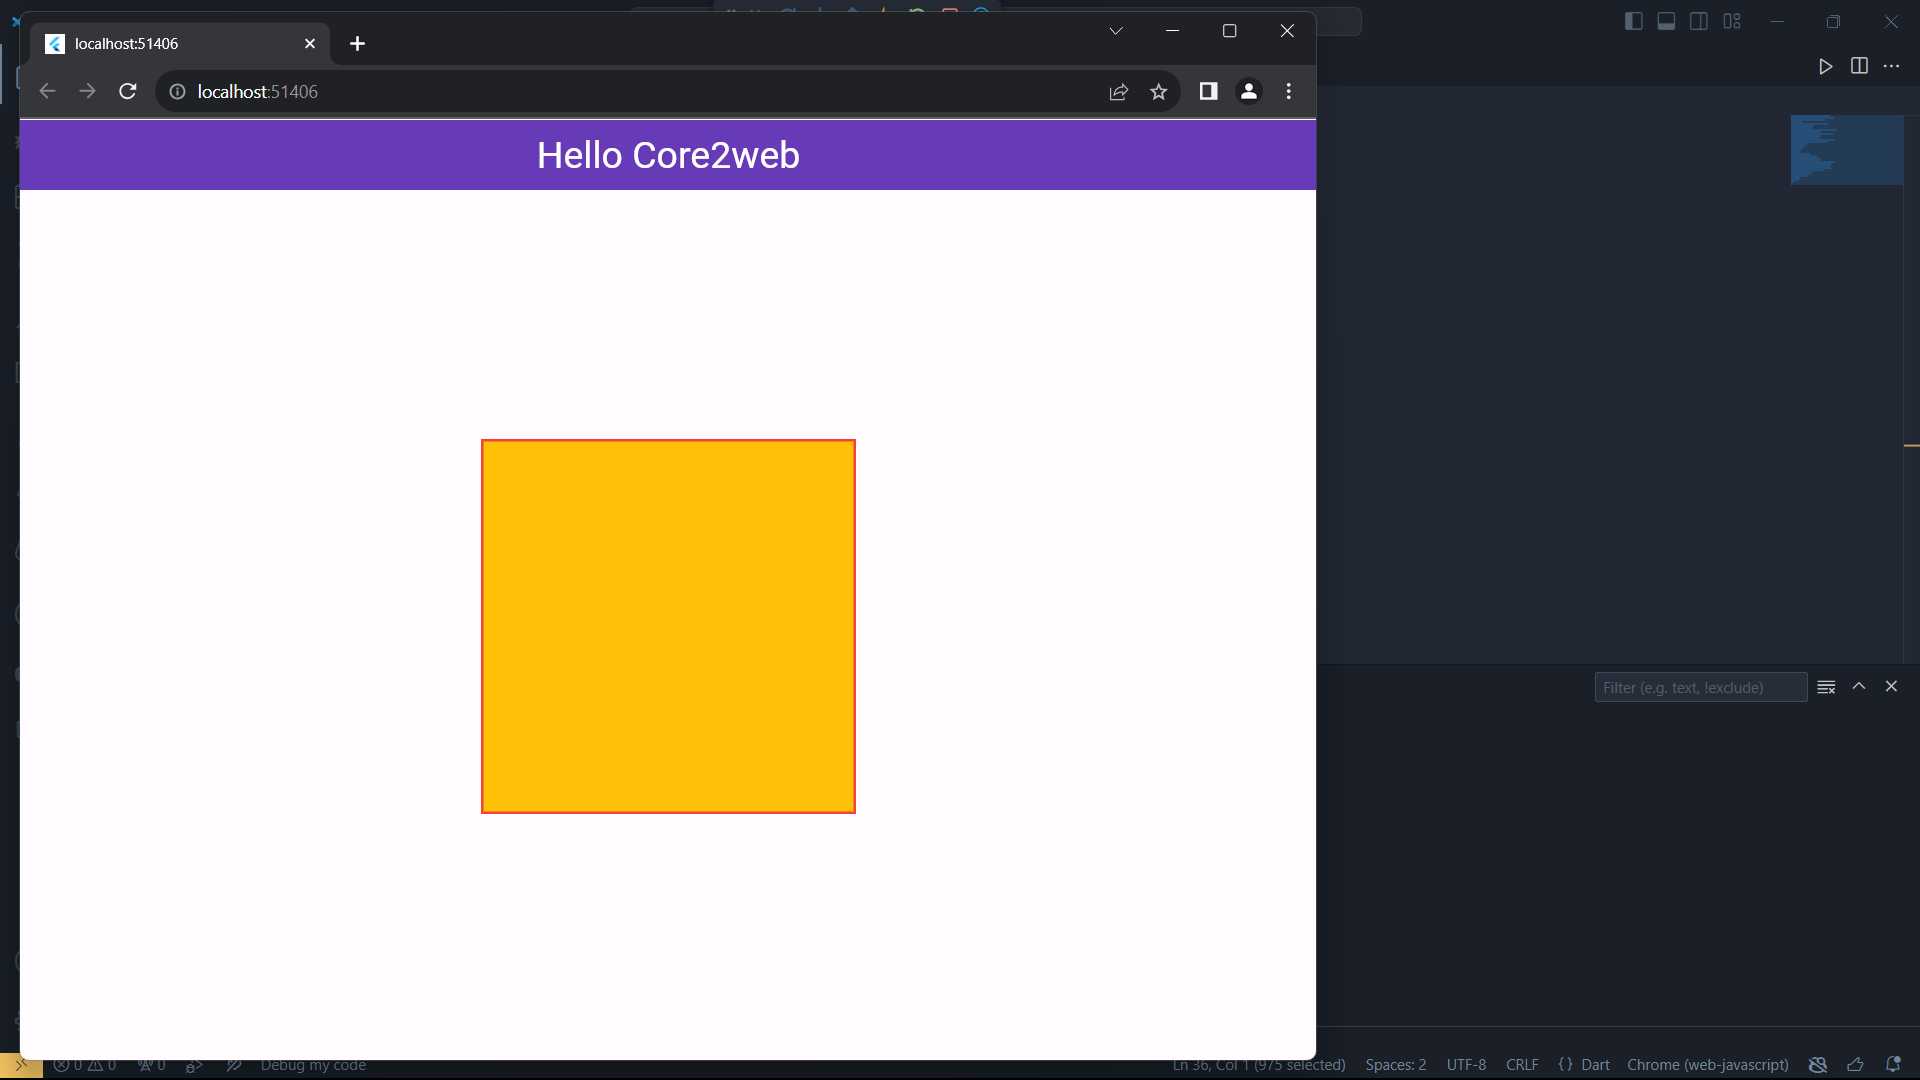 localhost:51406
localhost:51406
Hello Core2web
Filter (e.g. text, !exclude)
0 0 0 Debug my code Ln 36, Col 1 (975 selected) Spaces: 2 UTF-8 CRLF {} Dart Chrome (web-javascript)